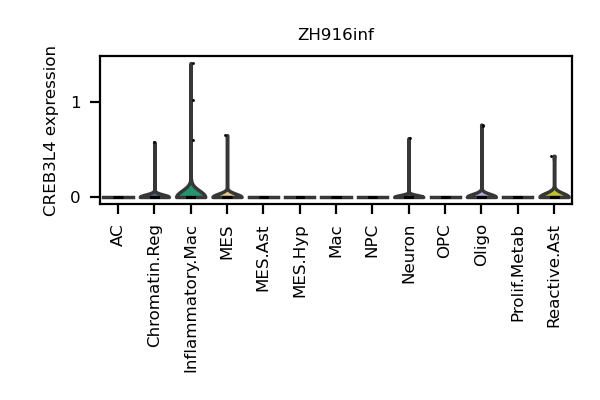 ZH916inf
CREB3L4 expression
1
0
AC
Chromatin.Reg
Inflammatory.Mac
MES
MES.Ast
MES.Hyp
Mac
NPC
Neuron
OPC
Oligo
Prolif.Metab
Reactive.Ast